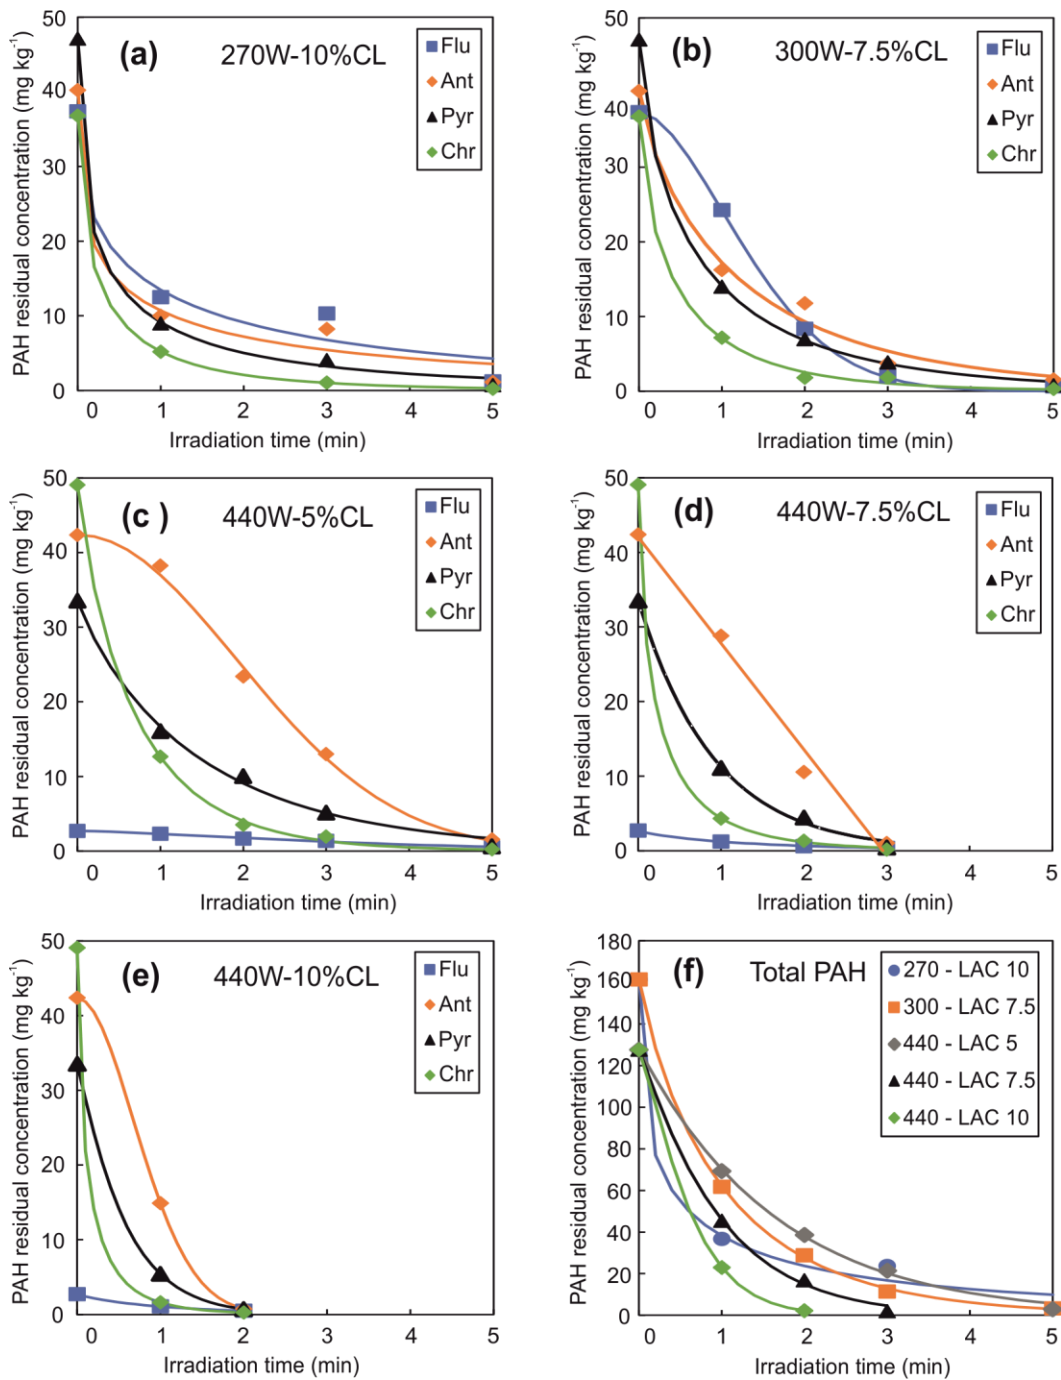 (a) 270W-10%CL
Flu
Ant
Pyr
Chr
PAH residual concentration (mg kg⁻¹)
50
40
30
20
10
0
0 1 2 3 4 5
Irradiation time (min)
(b) 300W-7.5%CL
Flu
Ant
Pyr
Chr
PAH residual concentration (mg kg⁻¹)
50
40
30
20
10
0
0 1 2 3 4 5
Irradiation time (min)
(c ) 440W-5%CL
Flu
Ant
Pyr
Chr
PAH residual concentration (mg kg⁻¹)
50
40
30
20
10
0
0 1 2 3 4 5
Irradiation time (min)
(d) 440W-7.5%CL
Flu
Ant
Pyr
Chr
PAH residual concentration (mg kg⁻¹)
50
40
30
20
10
0
0 1 2 3 4 5
Irradiation time (min)
(e) 440W-10%CL
Flu
Ant
Pyr
Chr
PAH residual concentration (mg kg⁻¹)
50
40
30
20
10
0
0 1 2 3 4 5
Irradiation time (min)
(f) Total PAH
270 - LAC 10
300 - LAC 7.5
440 - LAC 5
440 - LAC 7.5
440 - LAC 10
PAH residual concentration (mg kg⁻¹)
180
160
140
120
100
80
60
40
20
0
0 1 2 3 4 5
Irradiation time (min)